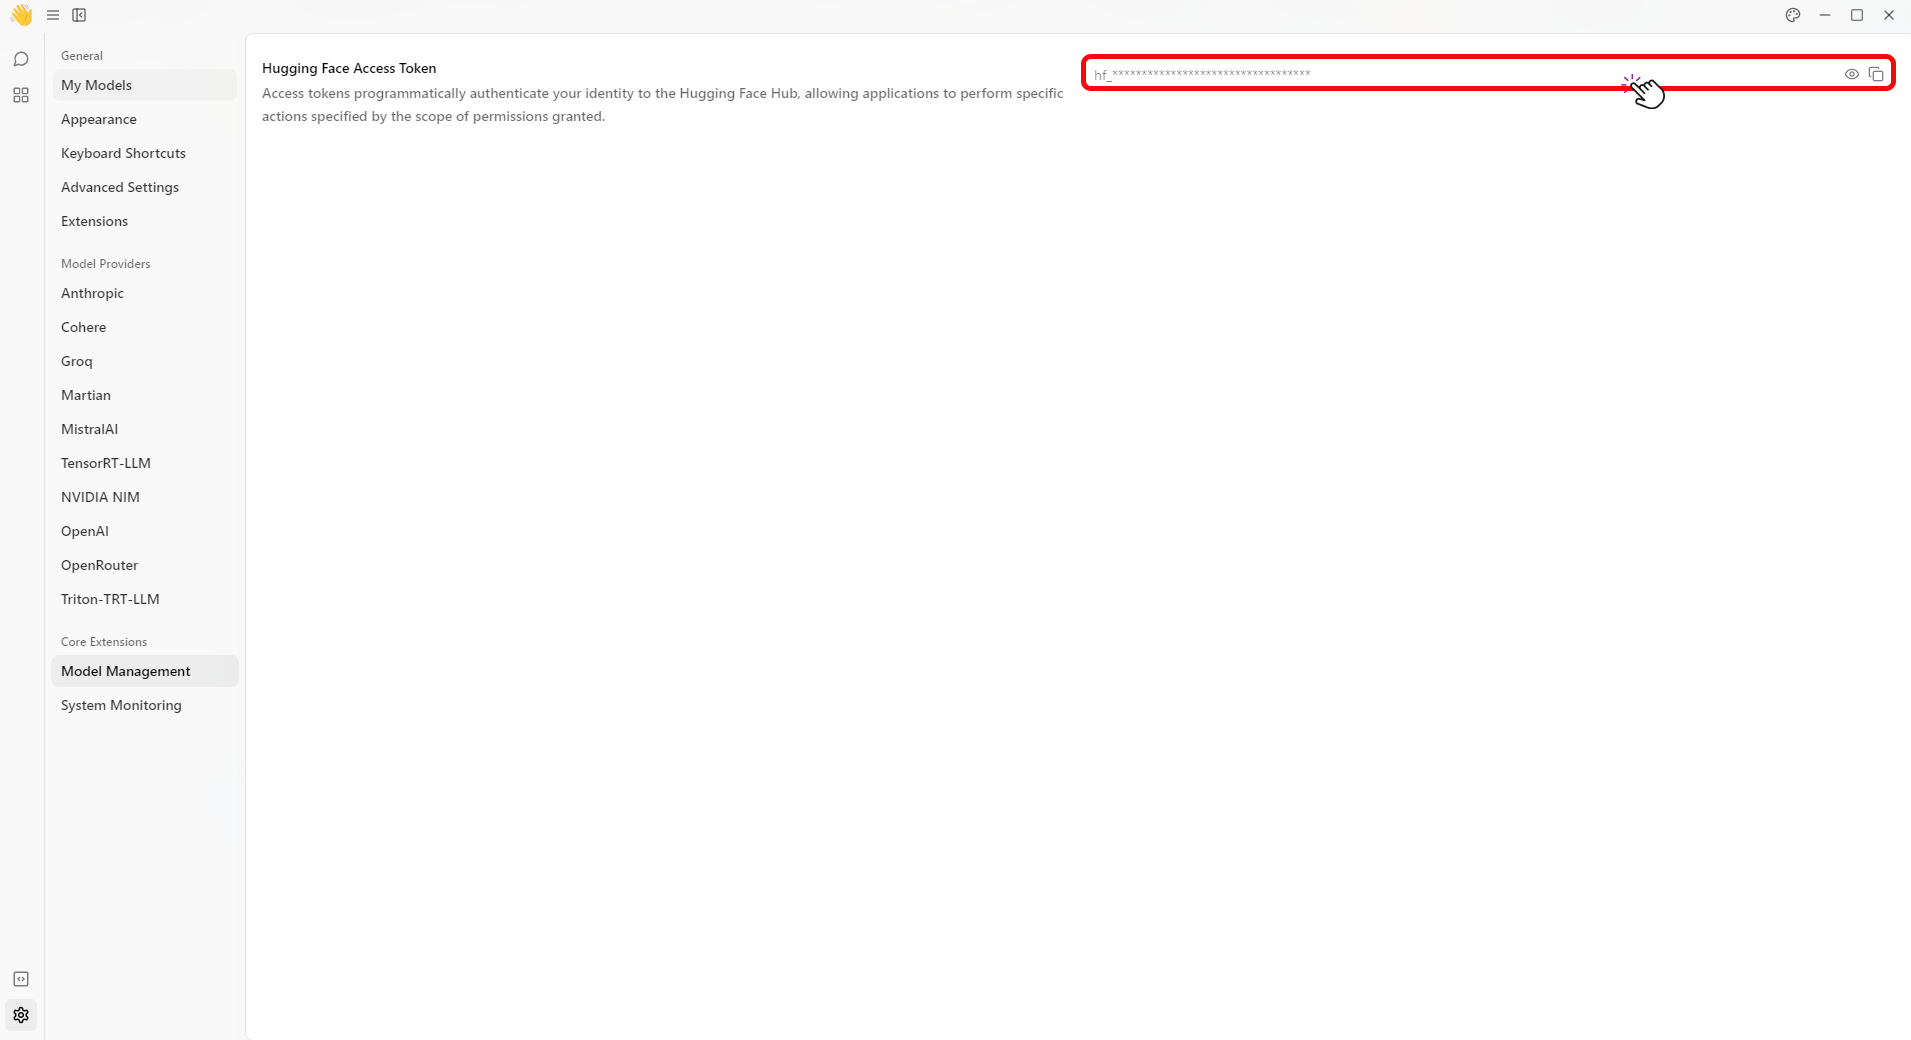 General
My Models
Appearance
Keyboard Shortcuts
Advanced Settings
Extensions
Model Providers
Anthropic
Cohere
Groq
Martian
MistralAI
TensorRT-LLM
NVIDIA NIM
OpenAI
OpenRouter
Triton-TRT-LLM
Core Extensions
Model Management
System Monitoring
Hugging Face Access Token
Access tokens programmatically authenticate your identity to the Hugging Face Hub, allowing applications to perform specific
actions specified by the scope of permissions granted.
hf_**********************************